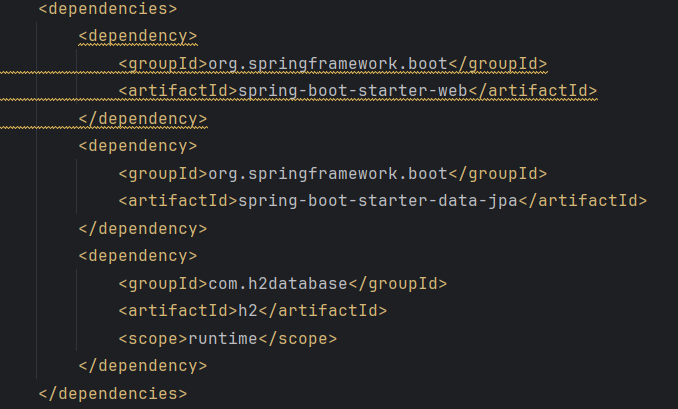 <dependencies>
<dependency>
<groupId>org.springframework.boot</groupId>
<artifactId>spring-boot-starter-web</artifactId>
</dependency>
<dependency>
<groupId>org.springframework.boot</groupId>
<artifactId>spring-boot-starter-data-jpa</artifactId>
</dependency>
<dependency>
<groupId>com.h2database</groupId>
<artifactId>h2</artifactId>
<scope>runtime</scope>
</dependency>
</dependencies>